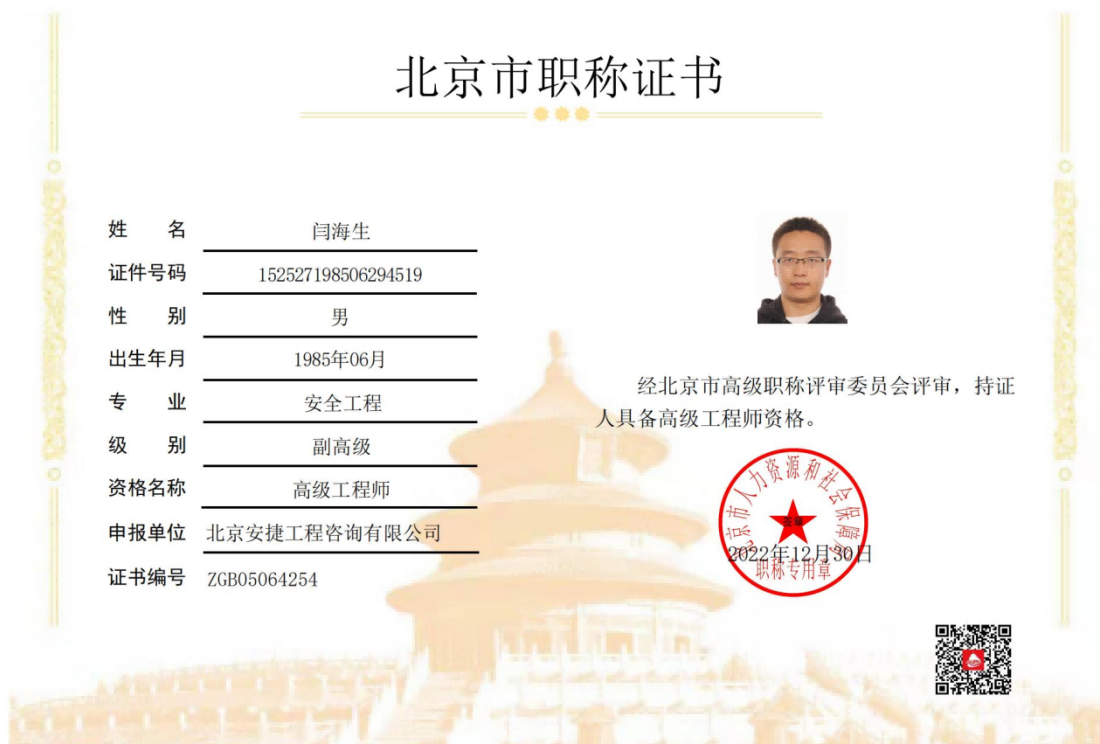 北京市职称证书
姓 名 闫海生
证件号码 152527198506294519
性 别 男
出生年月 1985年06月
专 业 安全工程
级 别 副高级
资格名称 高级工程师
申报单位 北京安捷工程咨询有限公司
证书编号 ZGB05064254
经北京市高级职称评审委员会评审，持证
人具备高级工程师资格。
北京市人力资源和社会保障局
签章
2022年12月30日
职称专用章